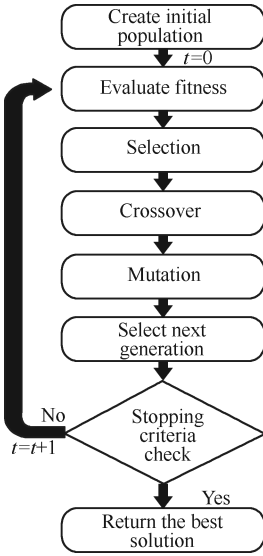 Create initial
population
t=0
Evaluate fitness
Selection
Crossover
Mutation
Select next
generation
Stopping
criteria
check
No
t=t+1
Yes
Return the best
solution